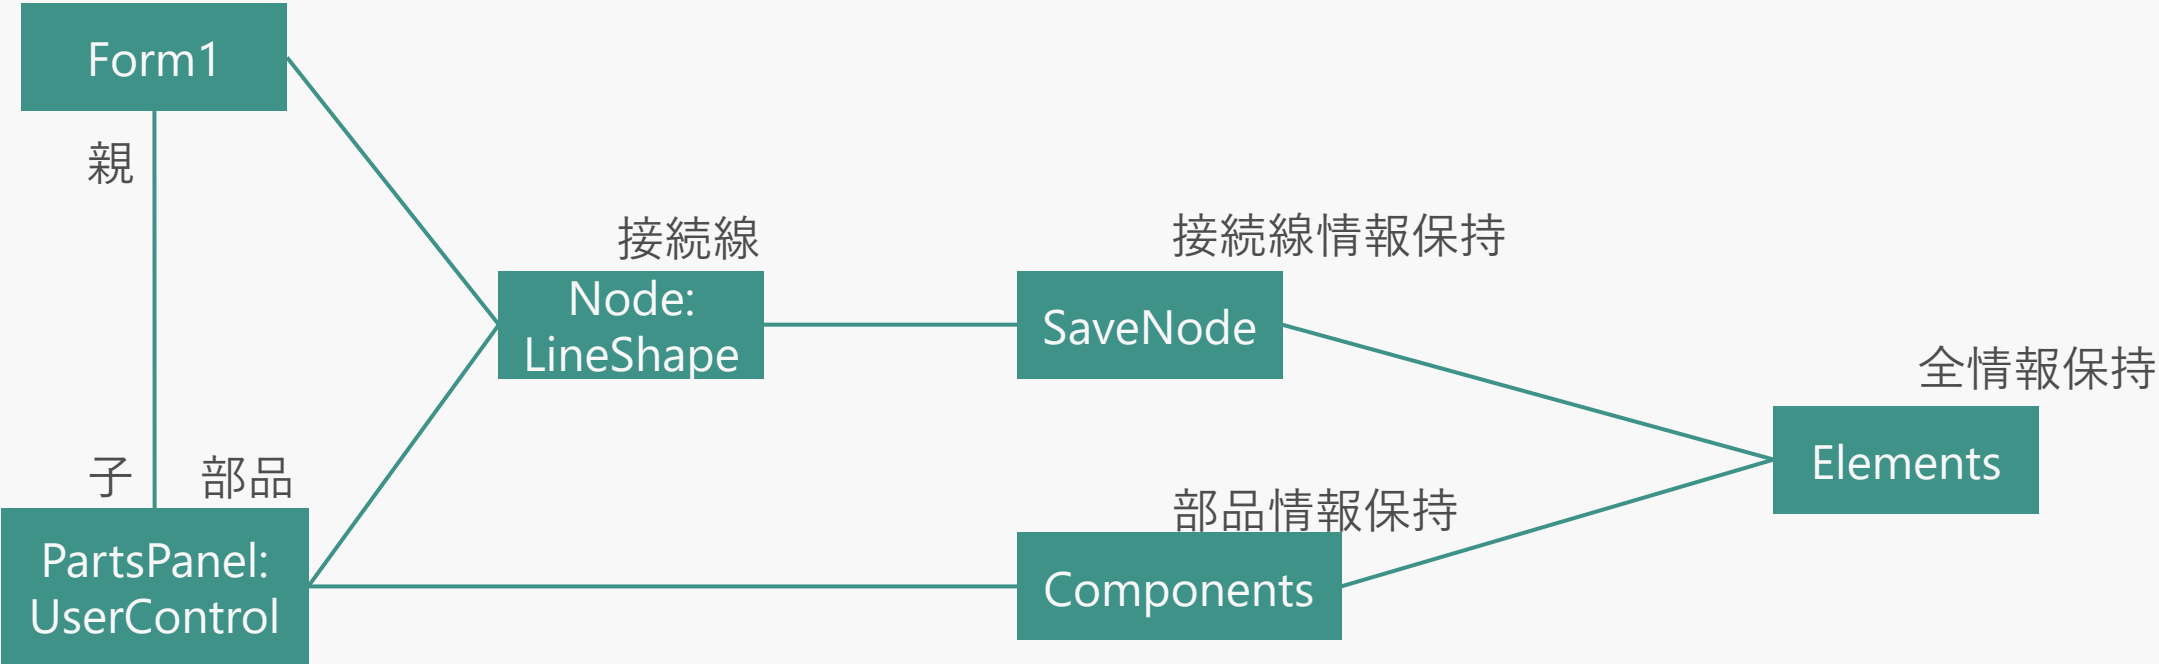 Form1
親
接続線
Node:
LineShape
接続線情報保持
SaveNode
全情報保持
Elements
子
部品
PartsPanel:
UserControl
部品情報保持
Components